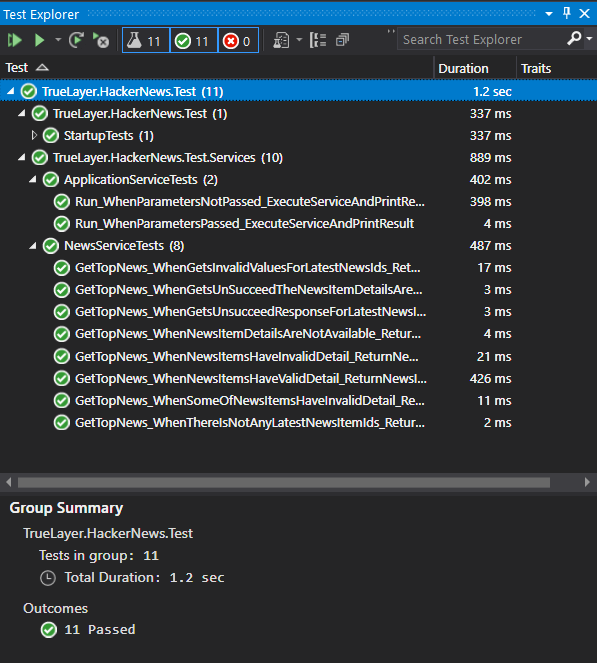 Test Explorer
11 11 0 Search Test Explorer
Test Duration Traits
TrueLayer.HackerNews.Test (11) 1.2 sec
TrueLayer.HackerNews.Test (1) 337 ms
StartupTests (1) 337 ms
TrueLayer.HackerNews.Test.Services (10) 889 ms
ApplicationServiceTests (2) 402 ms
Run_WhenParametersNotPassed_ExecuteServiceAndPrintRe... 398 ms
Run_WhenParametersPassed_ExecuteServiceAndPrintResult 4 ms
NewsServiceTests (8) 487 ms
GetTopNews_WhenGetsInvalidValuesForLatestNewsIds_Ret... 17 ms
GetTopNews_WhenGetsUnSucceedTheNewsItemDetailsAre... 3 ms
GetTopNews_WhenGetsUnsucceedResponseForLatestNewsI... 3 ms
GetTopNews_WhenNewsItemDetailsAreNotAvailable_Retur... 4 ms
GetTopNews_WhenNewsItemsHaveInvalidDetail_ReturnNe... 21 ms
GetTopNews_WhenNewsItemsHaveValidDetail_ReturnNewsI... 426 ms
GetTopNews_WhenSomeOfNewsItemsHaveInvalidDetail_Re... 11 ms
GetTopNews_WhenThereIsNotAnyLatestNewsItemIds_Retur... 2 ms
Group Summary
TrueLayer.HackerNews.Test
Tests in group: 11
Total Duration: 1.2 sec
Outcomes
11 Passed